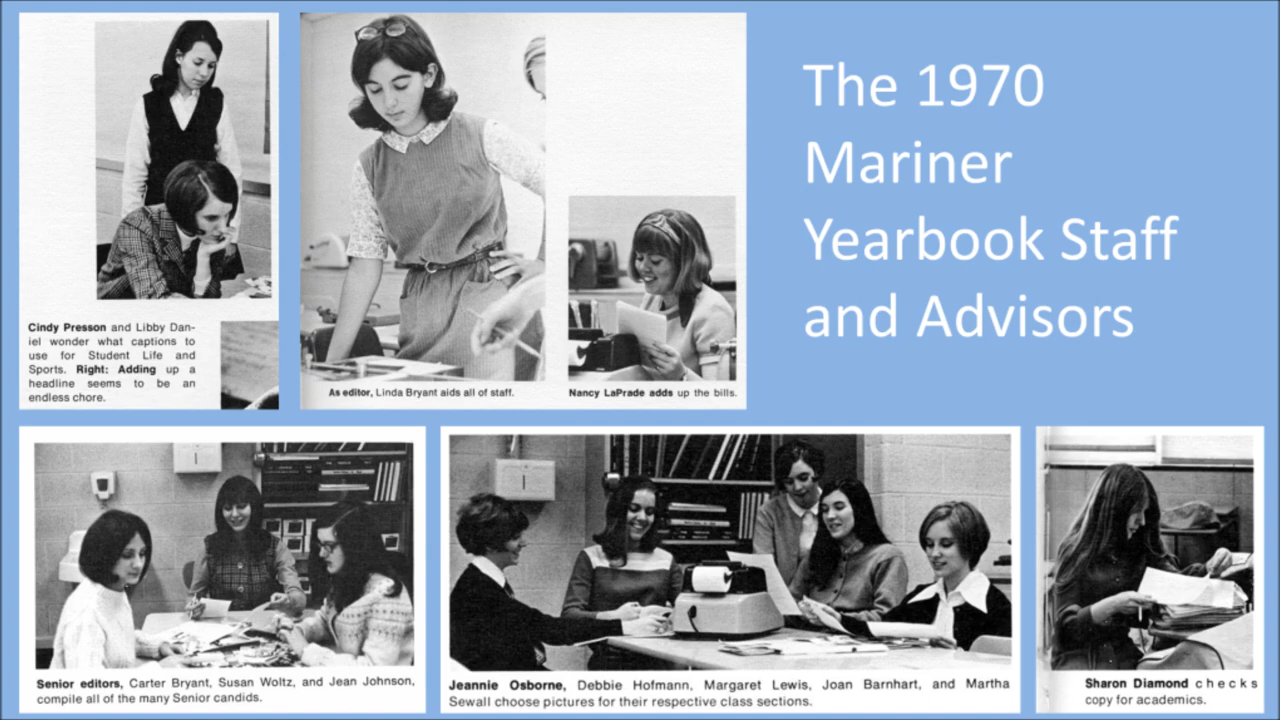 The 1970
Mariner
Yearbook Staff
and Advisors
Cindy Presson and Libby Dan-
iel wonder what captions to
use for Student Life and
Sports. Right: Adding up a
headline seems to be an
endless chore.
As editor, Linda Bryant aids all of staff.
Nancy LaPrade adds up the bills.
Senior editors, Carter Bryant, Susan Woltz, and Jean Johnson,
compile all of the many Senior candids.
Jeannie Osborne, Debbie Hofmann, Margaret Lewis, Joan Barnhart, and Martha
Sewall choose pictures for their respective class sections.
Sharon Diamond checks
copy for academics.